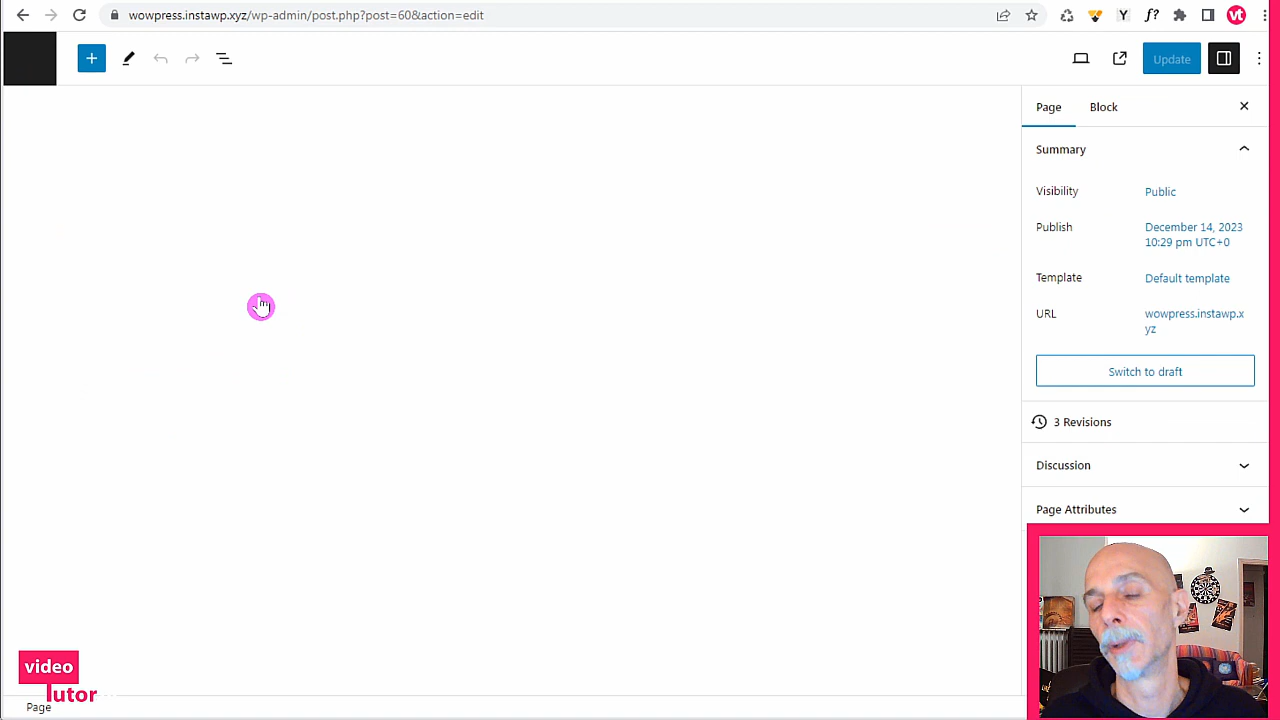 wowpress.instawp.xyz/wp-admin/post.php?post=60&action=edit
Y
f?
vt
Update
Page
Block
Summary
Visibility
Public
Publish
December 14, 2023
10:29 pm UTC+0
Template
Default template
URL
wowpress.instawp.x
yz
Switch to draft
3 Revisions
Discussion
Page Attributes
video
Tutor
Page